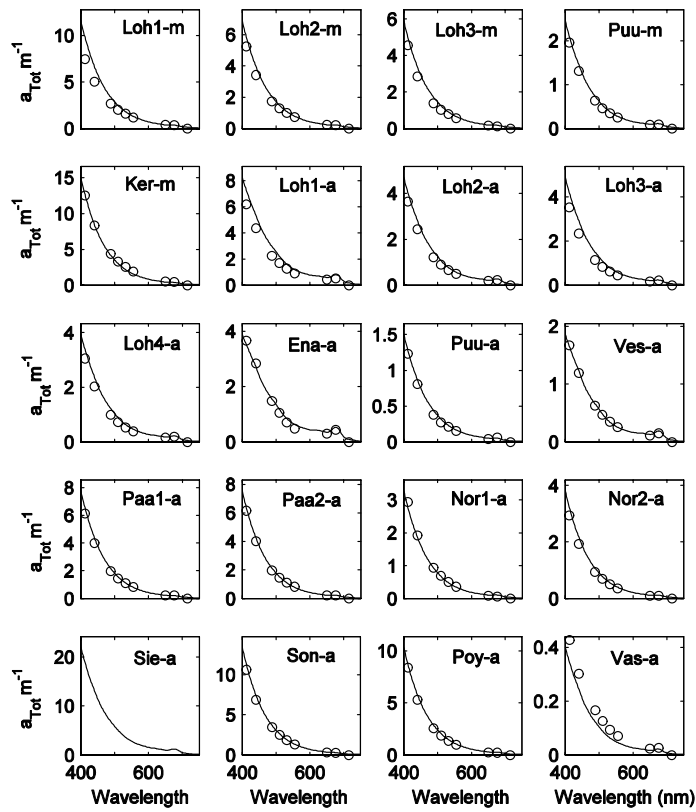 Loh1-m Loh2-m Loh3-m Puu-m
a_Tot m⁻¹
10 5 0
6 4 2 0
6 4 2 0
2 1 0
Ker-m Loh1-a Loh2-a Loh3-a
a_Tot m⁻¹
15 10 5 0
8 6 4 2 0
4 2 0
4 2 0
Loh4-a Ena-a Puu-a Ves-a
a_Tot m⁻¹
4 2 0
4 2 0
1.5 1 0.5 0
2 1 0
Paa1-a Paa2-a Nor1-a Nor2-a
a_Tot m⁻¹
8 6 4 2 0
8 6 4 2 0
3 2 1 0
4 2 0
Sie-a Son-a Poy-a Vas-a
a_Tot m⁻¹
20 10 0
10 5 0
10 5 0
0.4 0.2 0
400 600 400 600 400 600 400 600
Wavelength Wavelength Wavelength Wavelength (nm)